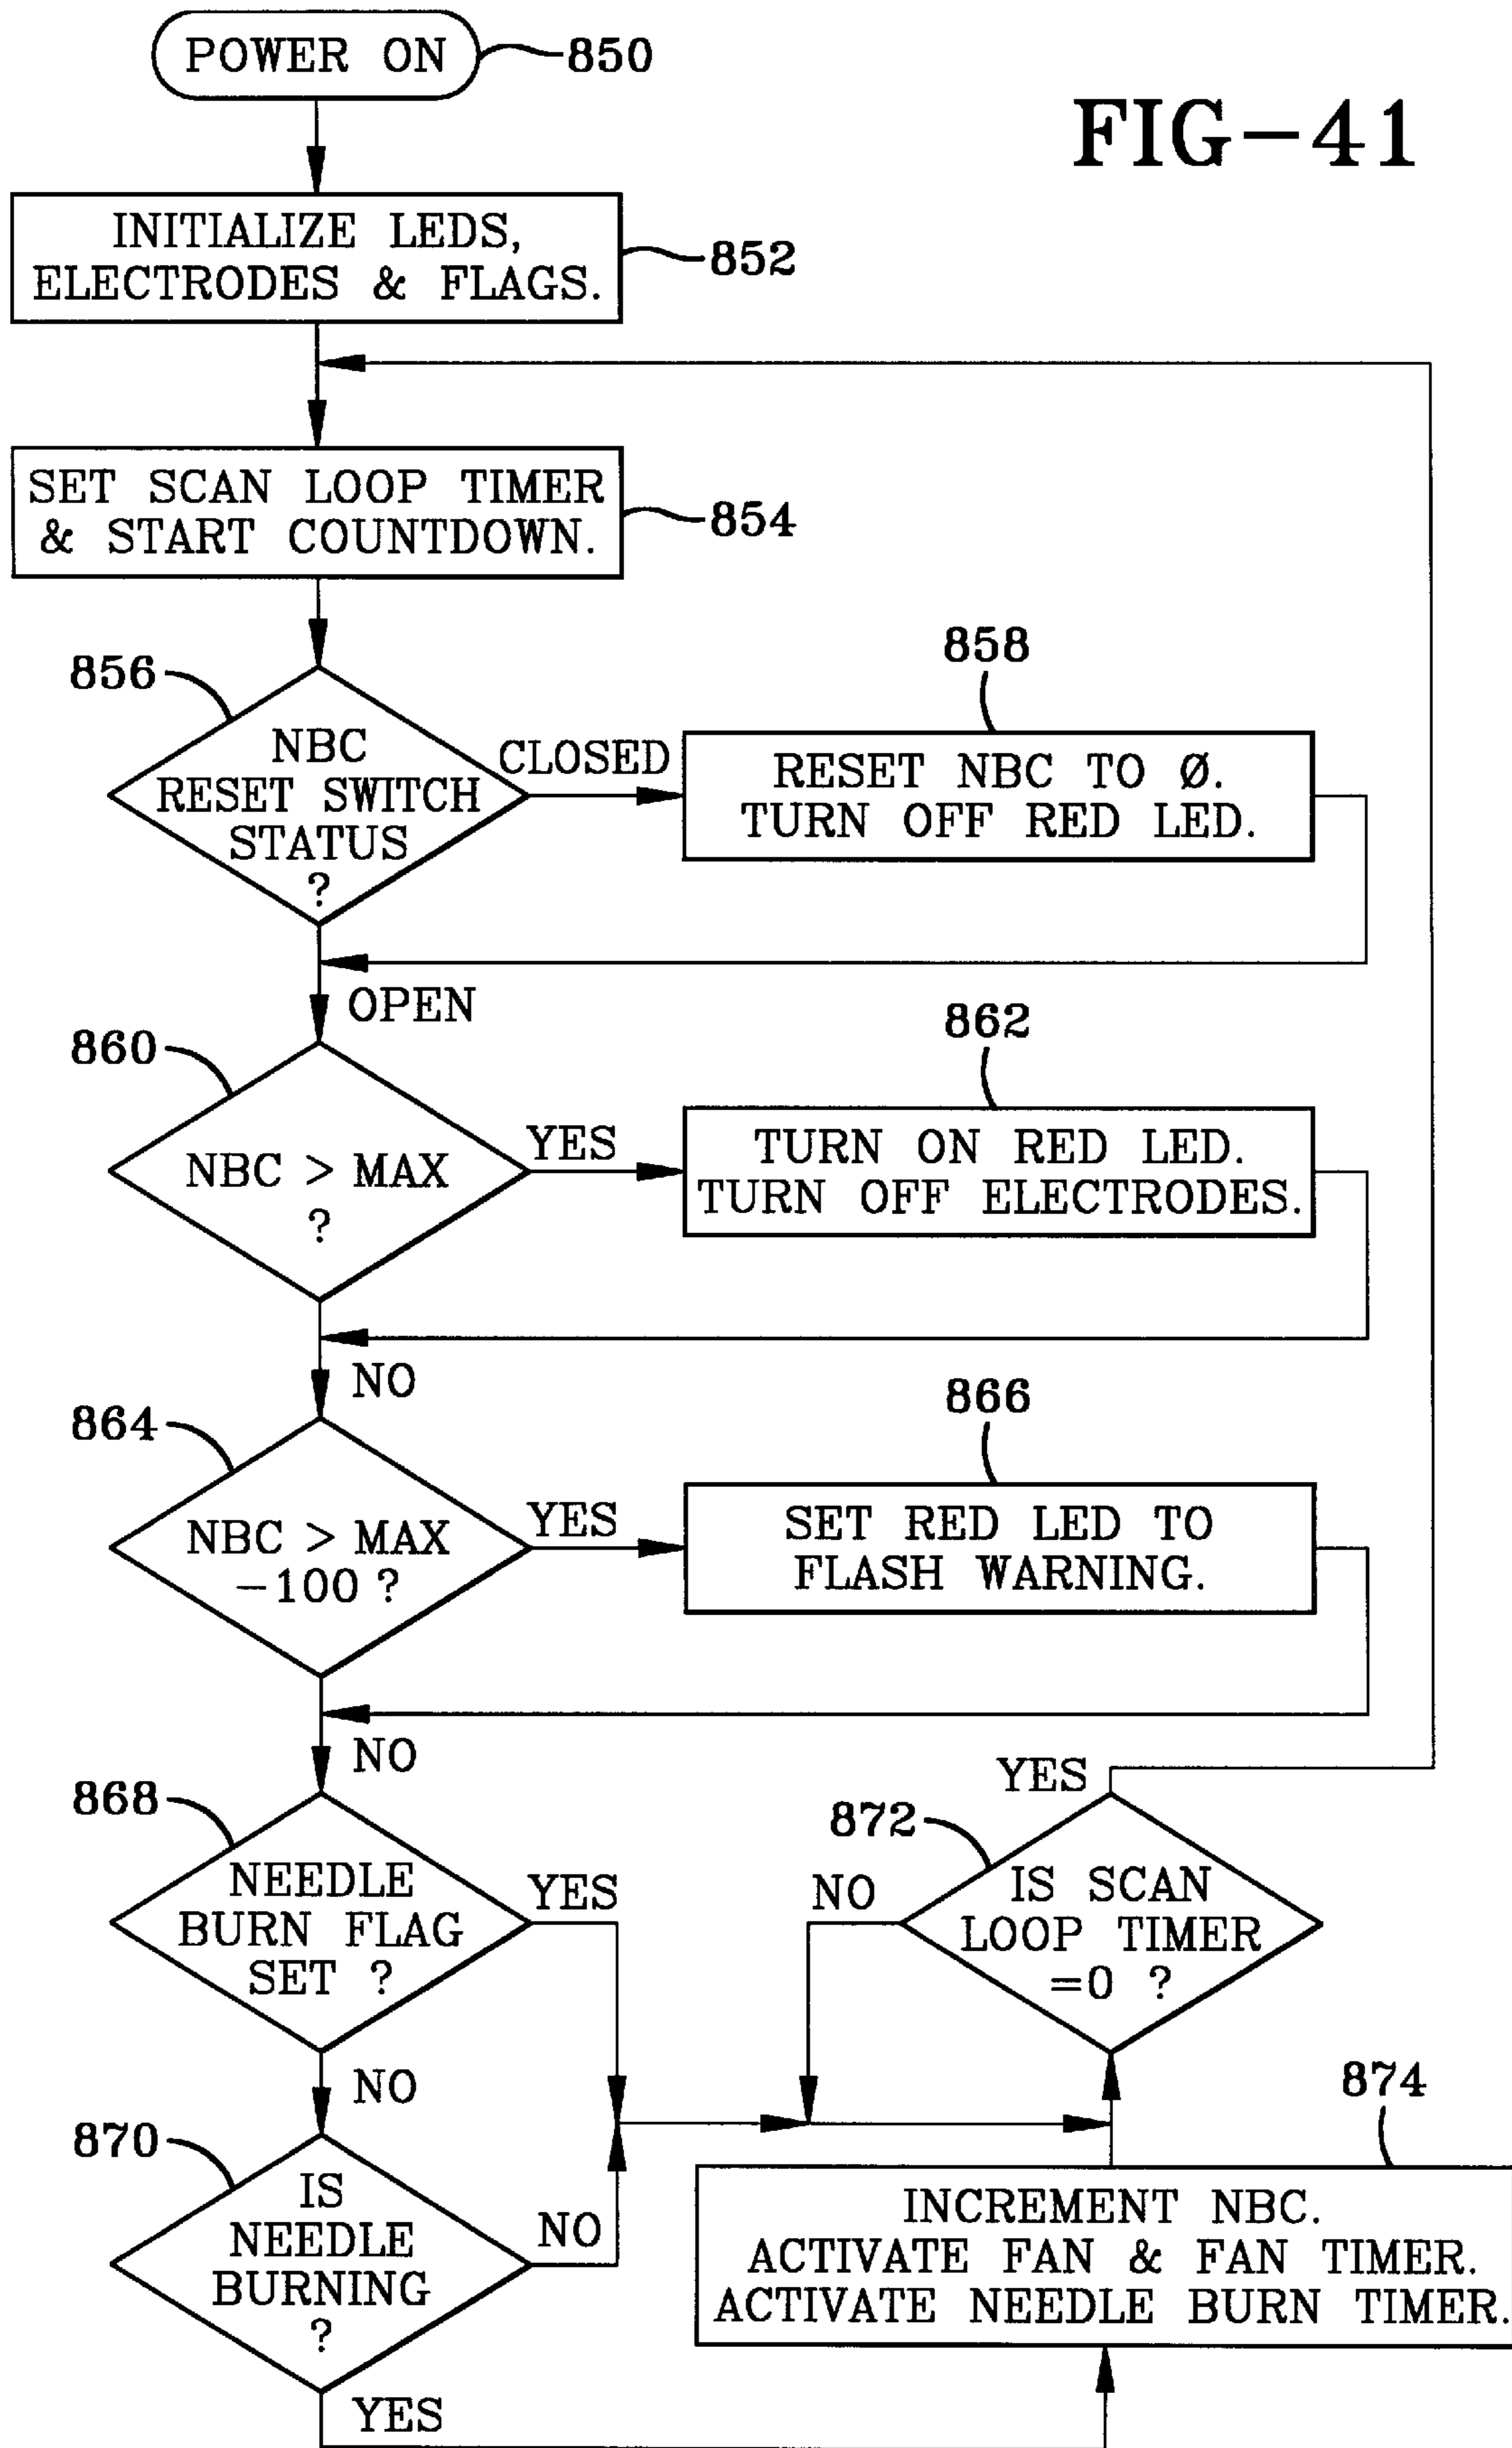 POWER ON
850
FIG-41
INITIALIZE LEDS,
ELECTRODES & FLAGS.
852
SET SCAN LOOP TIMER
& START COUNTDOWN.
854
856
NBC
RESET SWITCH
STATUS
?
CLOSED
858
RESET NBC TO Ø.
TURN OFF RED LED.
OPEN
860
NBC > MAX
?
YES
862
TURN ON RED LED.
TURN OFF ELECTRODES.
NO
864
NBC > MAX
-100 ?
YES
866
SET RED LED TO
FLASH WARNING.
NO
868
NEEDLE
BURN FLAG
SET ?
YES
NO
870
IS
NEEDLE
BURNING
?
NO
YES
872
IS SCAN
LOOP TIMER
=0 ?
YES
NO
874
INCREMENT NBC.
ACTIVATE FAN & FAN TIMER.
ACTIVATE NEEDLE BURN TIMER.